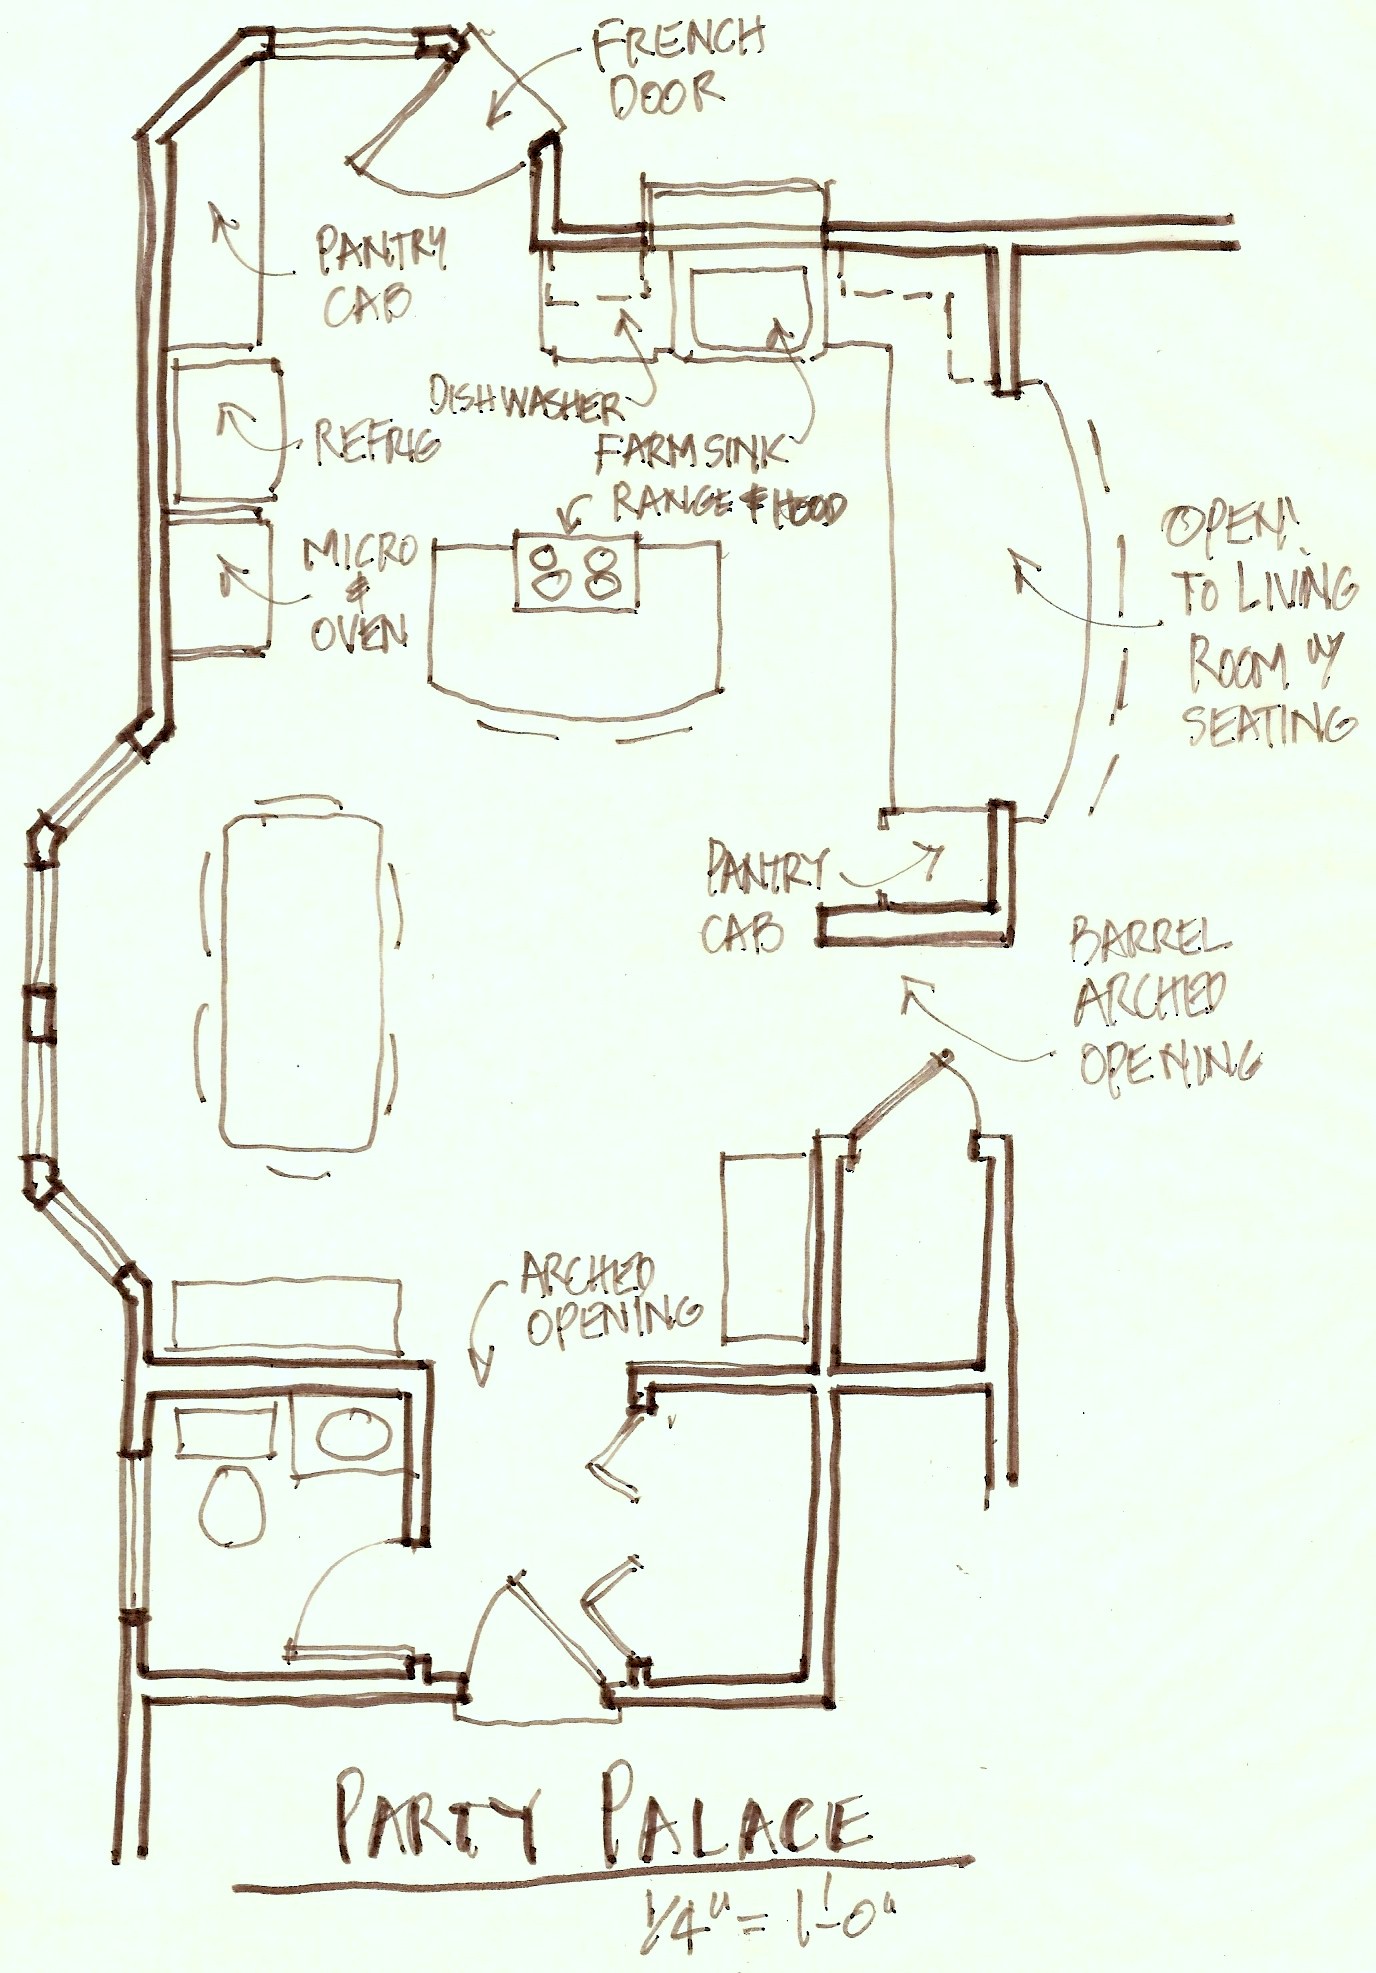 FRENCH
DOOR
PANTRY
CAB
DISHWASHER
FARM SINK
REFRIG
RANGE & HOOD
MICRO
&
OVEN
OPEN!
TO LIVING
ROOM W/
SEATING
PANTRY
CAB
BARREL
ARCHED
OPENING
ARCHED
OPENING
PARTY PALACE
1/4" = 1'-0"